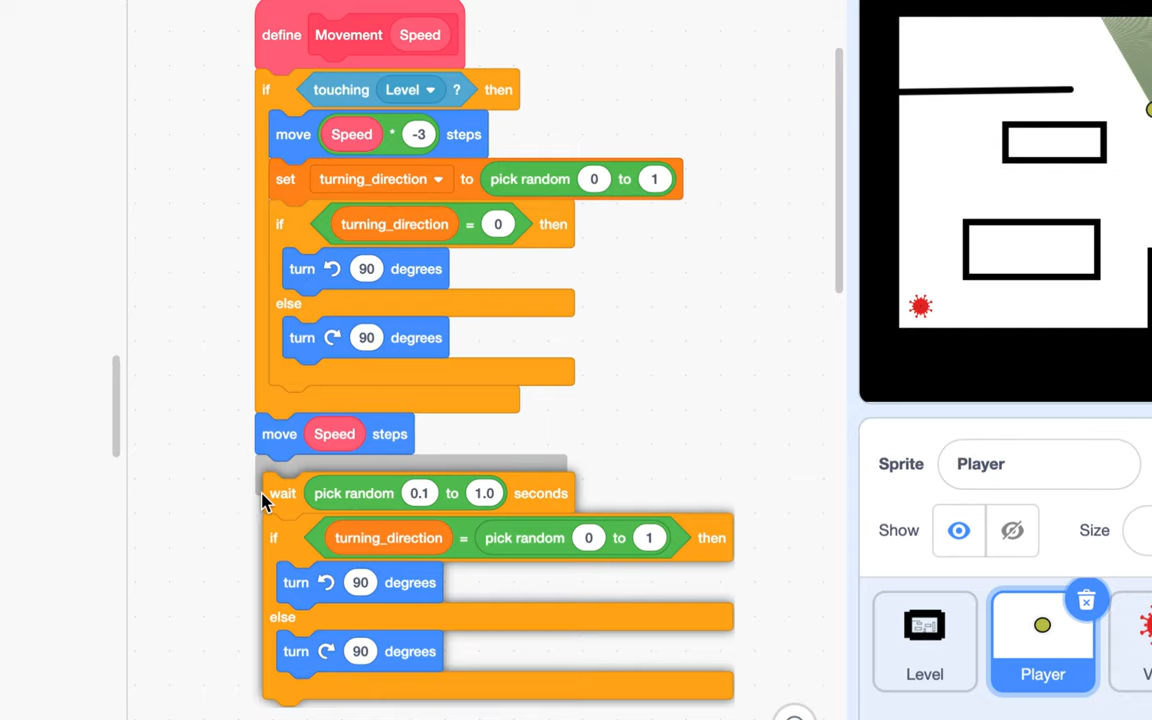 define Movement Speed
if touching Level ? then
move Speed * -3 steps
set turning_direction to pick random 0 to 1
if turning_direction = 0 then
turn 90 degrees
else
turn 90 degrees
move Speed steps
wait pick random 0.1 to 1.0 seconds
if turning_direction = pick random 0 to 1 then
turn 90 degrees
else
turn 90 degrees
Sprite Player
Show Size
Level Player V